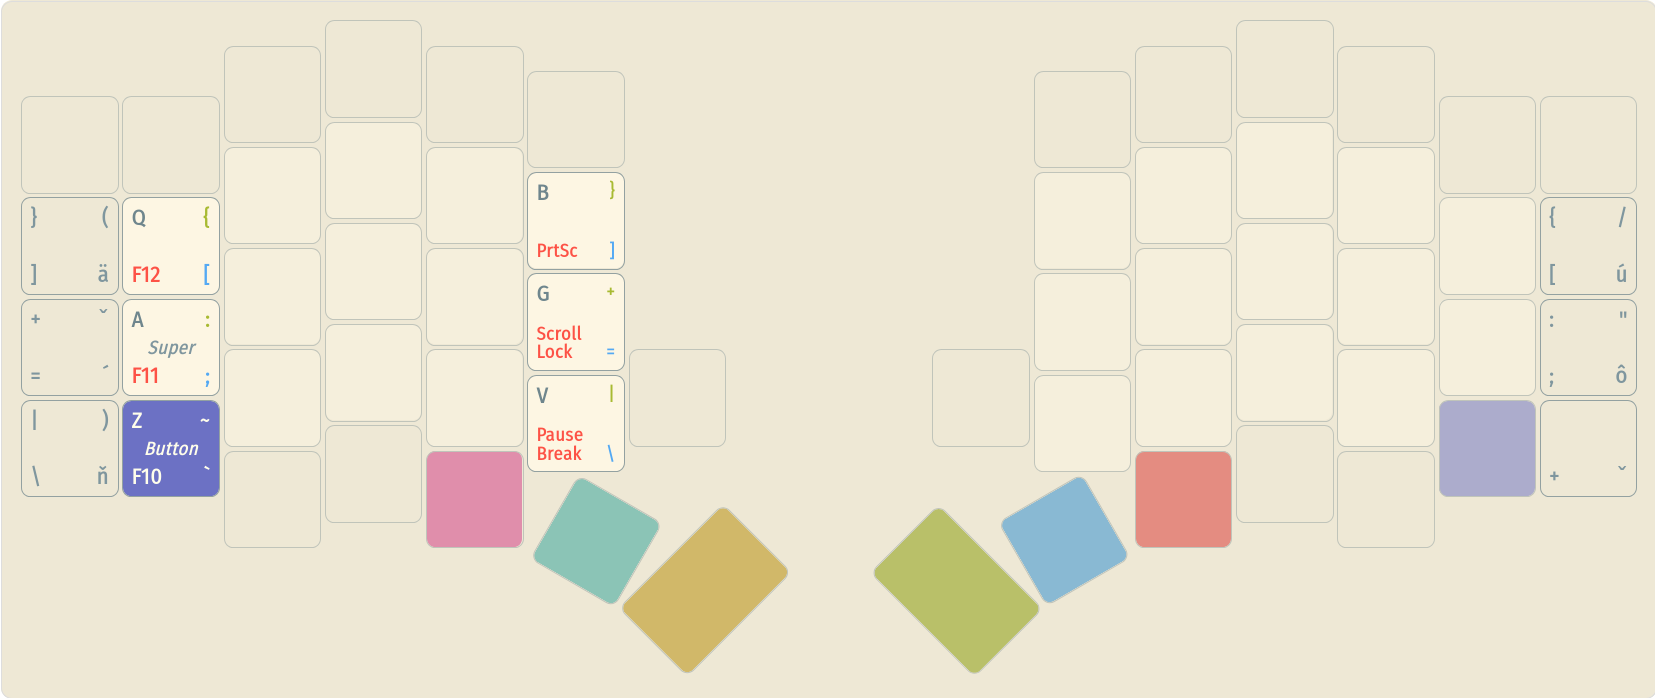 B }
PrtSc ]
} (
] ä
Q {
F12 [
{ /
[ ú
G +
Scroll
Lock =
+ ˇ
= ´
A :
Super
F11 ;
: "
; ô
V |
Pause
Break \
| )
\ ň
Z ~
Button
F10 `
+ ˇ